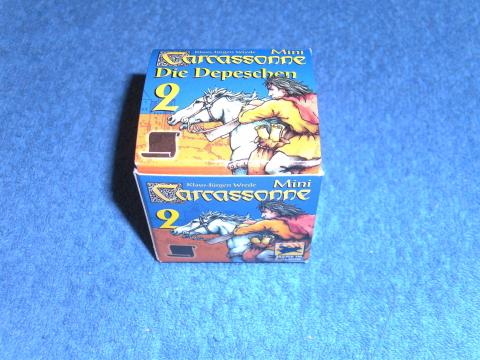 Klaus-Jürgen Wrede
Mini
Carcassonne
Die Depeschen
2
Klaus-Jürgen Wrede
Mini
Carcassonne
2